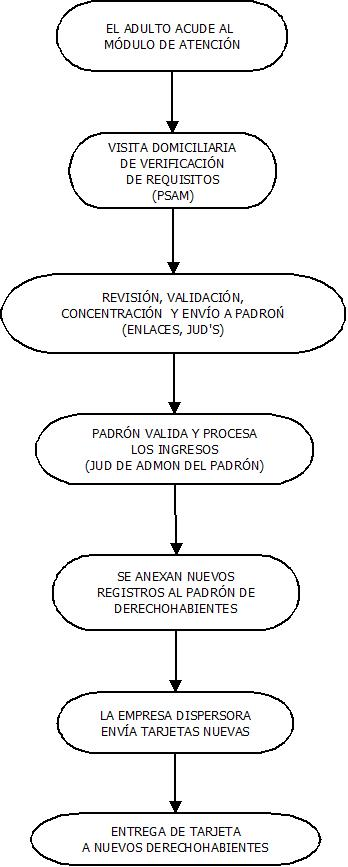 EL ADULTO ACUDE AL
MÓDULO DE ATENCIÓN
VISITA DOMICILIARIA
DE VERIFICACIÓN
DE REQUISITOS
(PSAM)
REVISIÓN, VALIDACIÓN,
CONCENTRACIÓN Y ENVÍO A PADROŃ
(ENLACES, JUD'S)
PADRÓN VALIDA Y PROCESA
LOS INGRESOS
(JUD DE ADMON DEL PADRÓN)
SE ANEXAN NUEVOS
REGISTROS AL PADRÓN DE
DERECHOHABIENTES
LA EMPRESA DISPERSORA
ENVÍA TARJETAS NUEVAS
ENTREGA DE TARJETA
A NUEVOS DERECHOHABIENTES